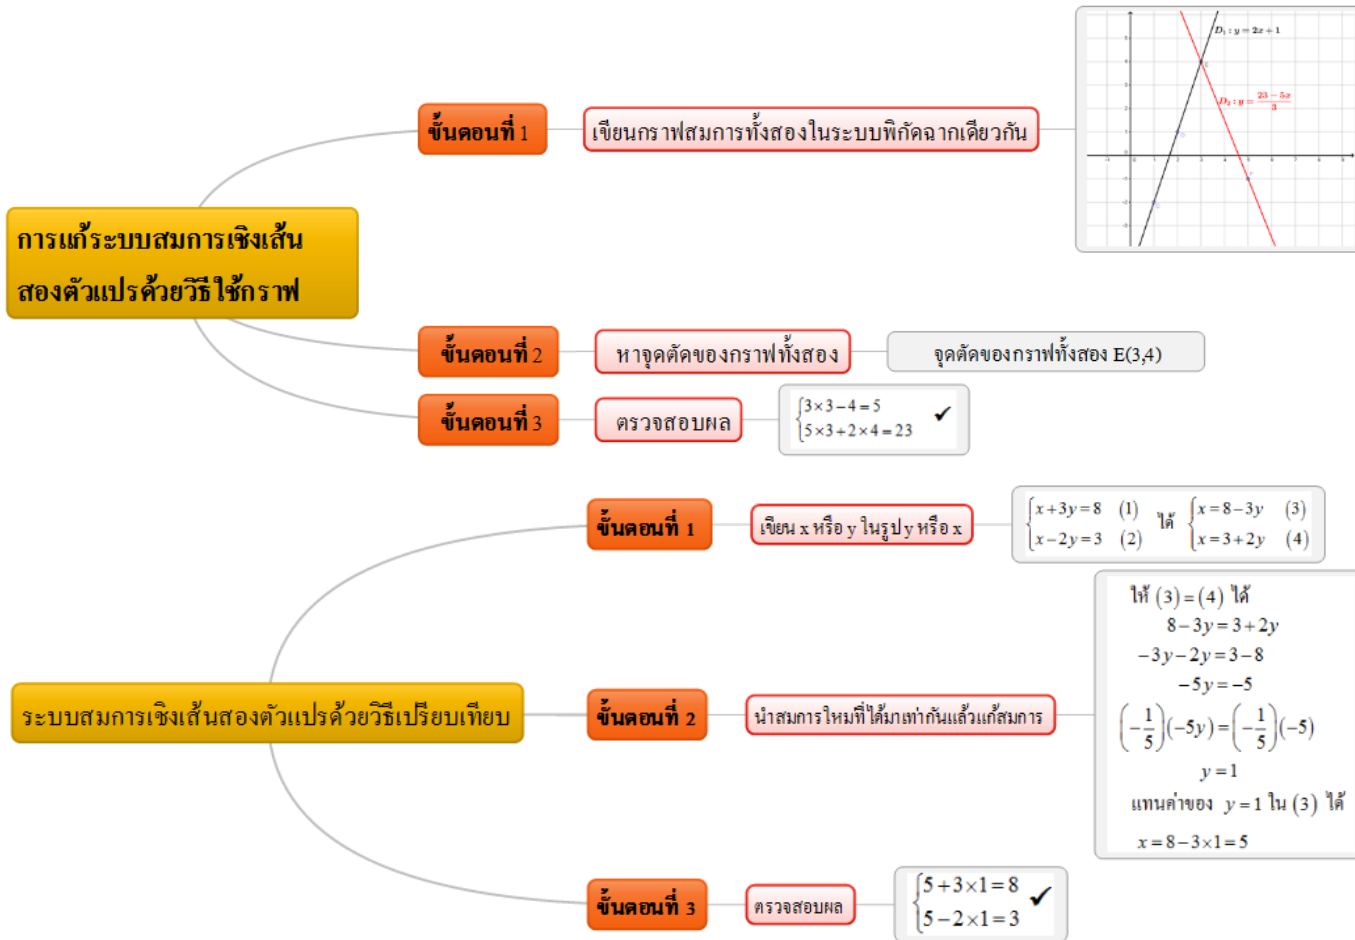 การแก้ระบบสมการเชิงเส้น
สองตัวแปรด้วยวิธีใช้กราฟ
ขั้นตอนที่ 1
เขียนกราฟสมการทั้งสองในระบบพิกัดฉากเดียวกัน
D₁ : y = 2x + 1
D₂ : y = \frac{23 − 5x}{3}
ขั้นตอนที่ 2
หาจุดตัดของกราฟทั้งสอง
จุดตัดของกราฟทั้งสอง E(3,4)
ขั้นตอนที่ 3
ตรวจสอบผล
3×3−4=5
5×3+2×4=23 ✔
ระบบสมการเชิงเส้นสองตัวแปรด้วยวิธีเปรียบเทียบ
ขั้นตอนที่ 1
เขียน x หรือ y ในรูป y หรือ x
x+3y=8 (1) ได้ x=8−3y (3)
x−2y=3 (2) x=3+2y (4)
ขั้นตอนที่ 2
นำสมการใหม่ที่ได้มาเท่ากันแล้วแก้สมการ
ให้ (3)=(4) ได้
8−3y=3+2y
−3y−2y=3−8
−5y=−5
(−\frac{1}{5})(−5y)=(−\frac{1}{5})(−5)
y=1
แทนค่าของ y=1 ใน (3) ได้
x=8−3×1=5
ขั้นตอนที่ 3
ตรวจสอบผล
5+3×1=8
5−2×1=3 ✔